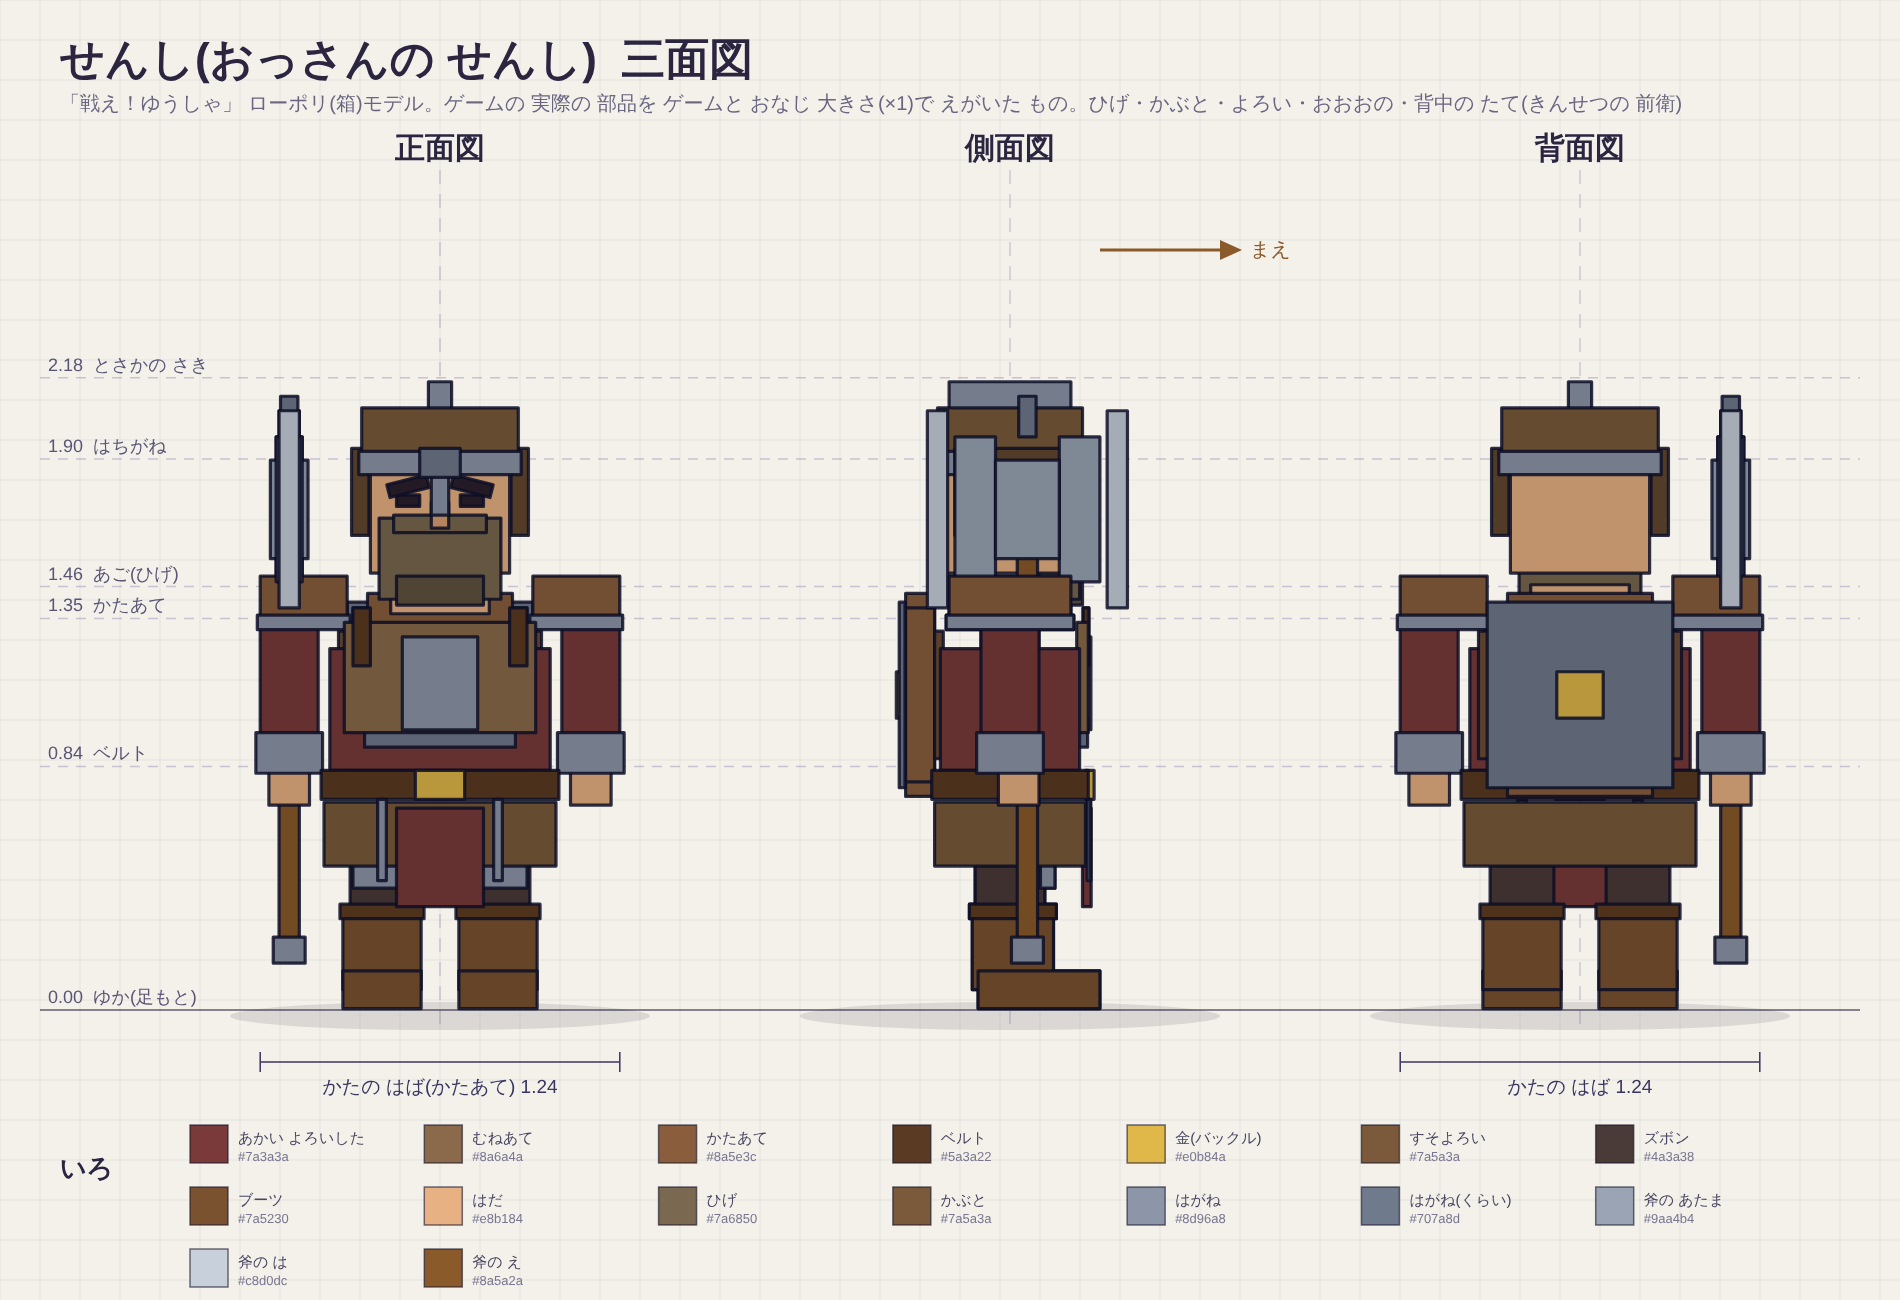 せんし(おっさんの せんし) 三面図
「戦え！ゆうしゃ」 ローポリ(箱)モデル。ゲームの 実際の 部品を ゲームと おなじ 大きさ(×1)で えがいた もの。ひげ・かぶと・よろい・おおおの・背中の たて(きんせつの 前衛)
正面図 側面図 背面図
まえ
2.18 とさかの さき
1.90 はちがね
1.46 あご(ひげ)
1.35 かたあて
0.84 ベルト
0.00 ゆか(足もと)
かたの はば(かたあて) 1.24 かたの はば 1.24
いろ
あかい よろいした むねあて かたあて ベルト 金(バックル) すそよろい ズボン
#7a3a3a #8a6a4a #8a5e3c #5a3a22 #e0b84a #7a5a3a #4a3a38
ブーツ はだ ひげ かぶと はがね はがね(くらい) 斧の あたま
#7a5230 #e8b184 #7a6850 #7a5a3a #8d96a8 #707a8d #9aa4b4
斧の は 斧の え
#c8d0dc #8a5a2a